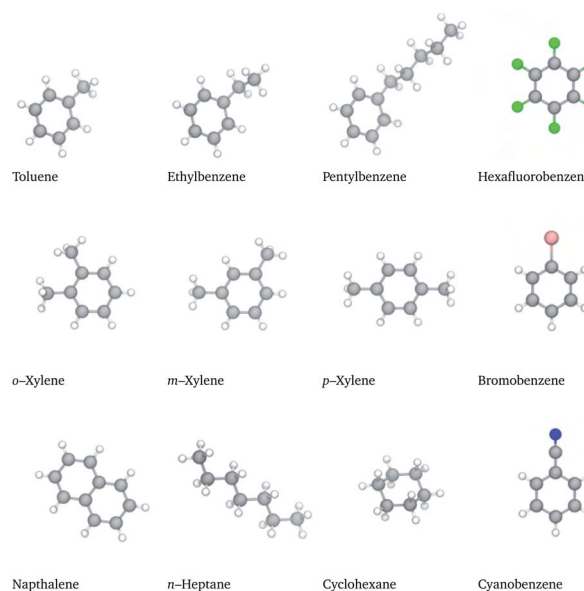 Toluene Ethylbenzene Pentylbenzene Hexafluorobenzen
o–Xylene m–Xylene p–Xylene Bromobenzene
Napthalene n–Heptane Cyclohexane Cyanobenzene